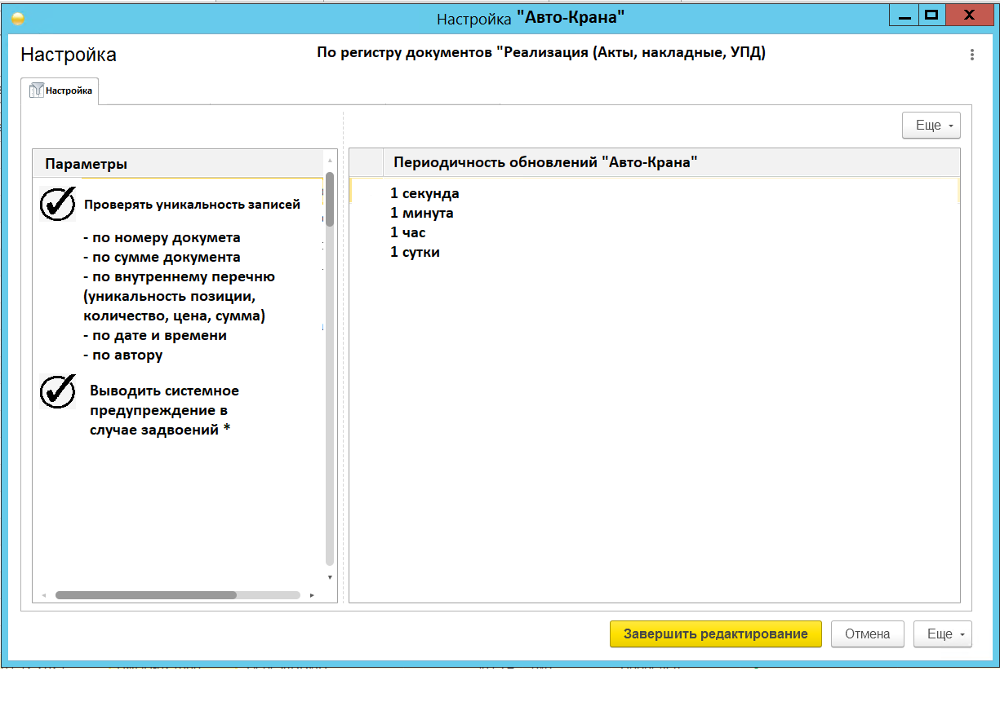 Настройка "Авто-Крана"
Настройка
По регистру документов "Реализация (Акты, накладные, УПД)
Настройка
Еще
Параметры
Периодичность обновлений "Авто-Крана"
Проверять уникальность записей
- по номеру докумета
- по сумме документа
- по внутреннему перечню
(уникальность позиции,
количество, цена, сумма)
- по дате и времени
- по автору
Выводить системное
предупреждение в
случае задвоений *
1 секунда
1 минута
1 час
1 сутки
Завершить редактирование
Отмена
Еще